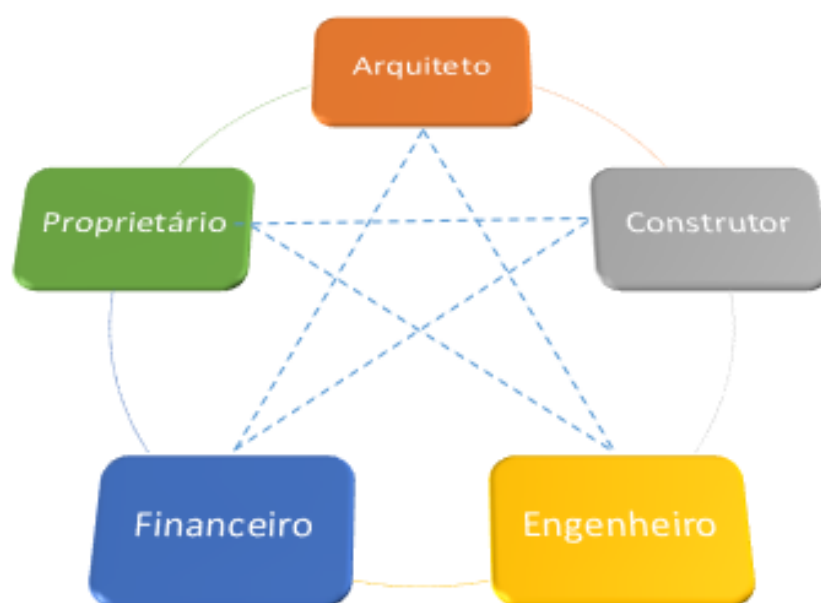 Arquiteto
Proprietário
Construtor
Financeiro
Engenheiro